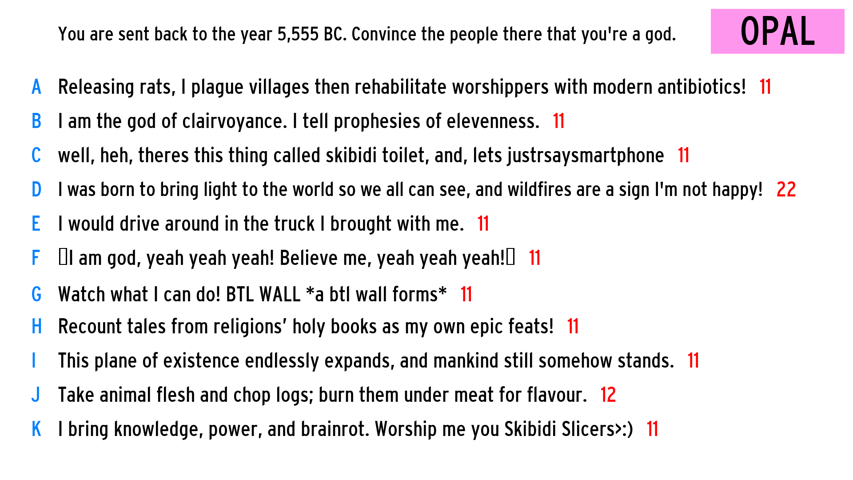 You are sent back to the year 5,555 BC. Convince the people there that you're a god.
OPAL
A Releasing rats, I plague villages then rehabilitate worshippers with modern antibiotics! 11
B I am the god of clairvoyance. I tell prophesies of elevenness. 11
C well, heh, theres this thing called skibidi toilet, and, lets justrsaysmartphone 11
D I was born to bring light to the world so we all can see, and wildfires are a sign I'm not happy! 22
E I would drive around in the truck I brought with me. 11
F ▯I am god, yeah yeah yeah! Believe me, yeah yeah yeah!▯ 11
G Watch what I can do! BTL WALL *a btl wall forms* 11
H Recount tales from religions’ holy books as my own epic feats! 11
I This plane of existence endlessly expands, and mankind still somehow stands. 11
J Take animal flesh and chop logs; burn them under meat for flavour. 12
K I bring knowledge, power, and brainrot. Worship me you Skibidi Slicers>:) 11